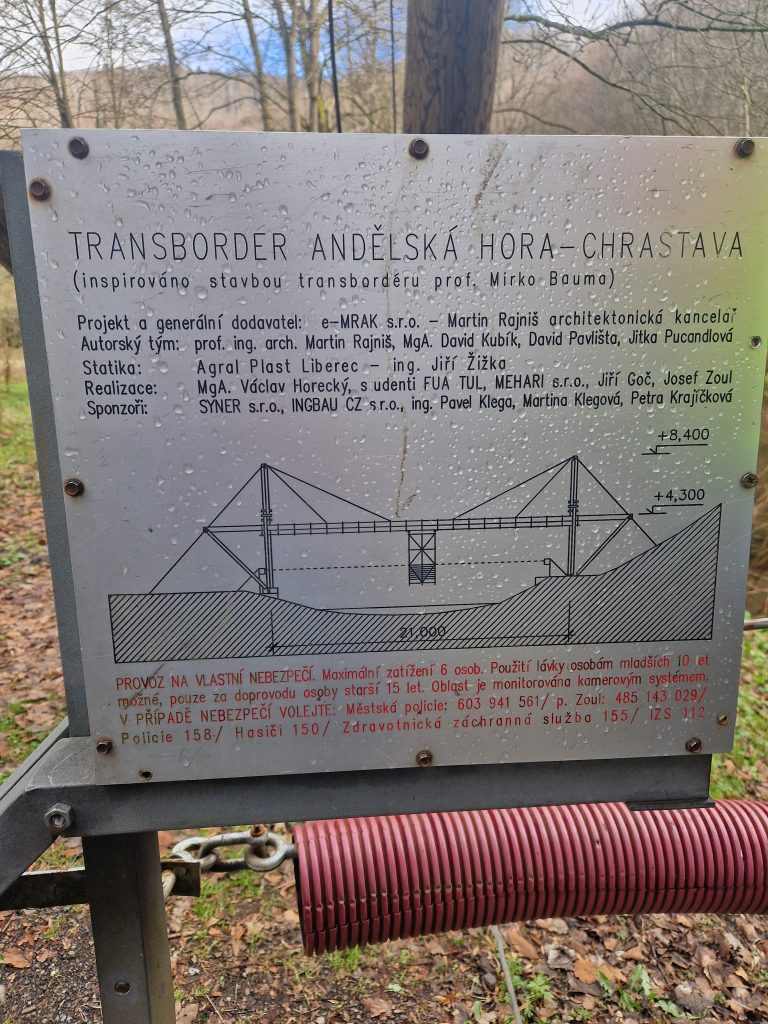 TRANSBORDER ANDĚLSKÁ HORA-CHRASTAVA
(inspirováno stavbou transbordéru prof. Mirko Bauma)
Projekt a generální dodavatel: e-MRAK s.r.o. - Martin Rajniš architektonická kancelář
Autorský tým: prof. ing. arch. Martin Rajniš, MgA. David Kubík, David Pavlišta, Jitka Pucandlová
Statika: Agral Plast Liberec - ing. Jiří Žižka
Realizace: MgA. Václav Horecký, s udenti FUA TUL, MEHARI s.r.o., Jiří Goč, Josef Zoul
Sponzoři: SYNER s.r.o., INGBAU CZ s.r.o., ing. Pavel Klega, Martina Klegová, Petra Krajíčková
+8,400
+4,300
21,000
PROVOZ NA VLASTNÍ NEBEZPEČÍ. Maximální zatížení 6 osob. Použití lávky osobám mladších 10 let
možné, pouze za doprovodu osoby starší 15 let. Oblast je monitorována kamerovým systémem.
V PŘÍPADĚ NEBEZPEČÍ VOLEJTE: Městská policie: 603 941 561/ p. Zoul: 485 143 029/
Policie 158/ Hasiči 150/ Zdravotnická záchranná služba 155/ IZS 112